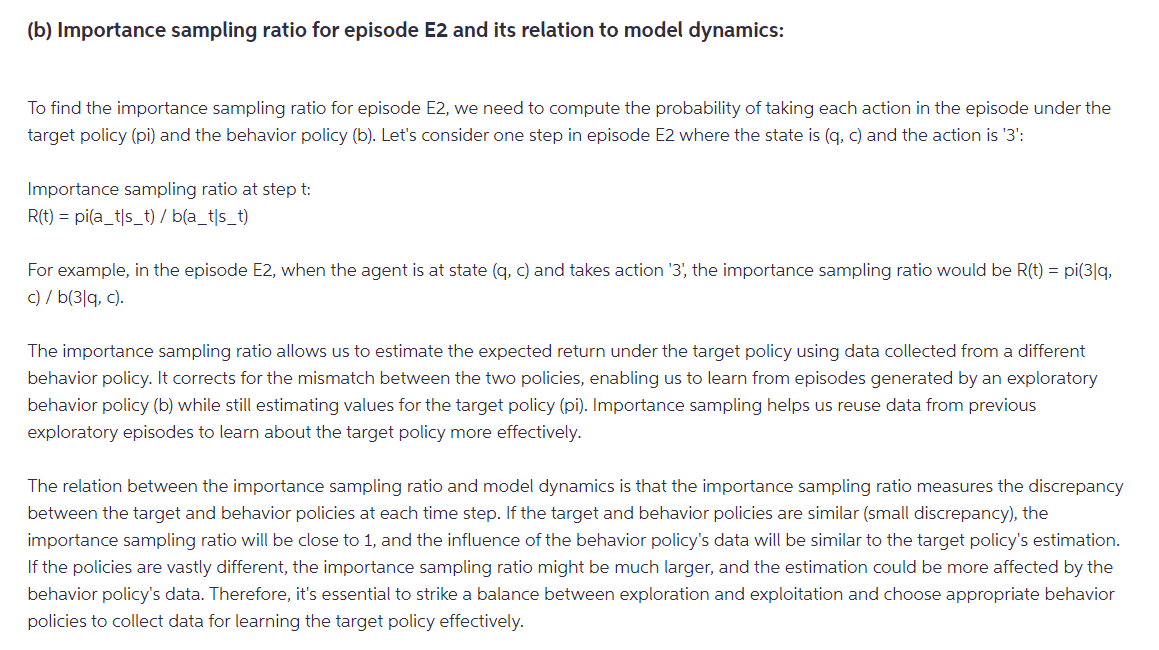 (b) Importance sampling ratio for episode E2 and its relation to model dynamics:
To find the importance sampling ratio for episode E2, we need to compute the probability of taking each action in the episode under the
target policy (pi) and the behavior policy (b). Let's consider one step in episode E2 where the state is (q, c) and the action is '3':
Importance sampling ratio at step t:
R(t) = pi(a_t|s_t) / b(a_t|s_t)
For example, in the episode E2, when the agent is at state (q, c) and takes action '3', the importance sampling ratio would be R(t) = pi(3|q,
c) / b(3|q, c).
The importance sampling ratio allows us to estimate the expected return under the target policy using data collected from a different
behavior policy. It corrects for the mismatch between the two policies, enabling us to learn from episodes generated by an exploratory
behavior policy (b) while still estimating values for the target policy (pi). Importance sampling helps us reuse data from previous
exploratory episodes to learn about the target policy more effectively.
The relation between the importance sampling ratio and model dynamics is that the importance sampling ratio measures the discrepancy
between the target and behavior policies at each time step. If the target and behavior policies are similar (small discrepancy), the
importance sampling ratio will be close to 1, and the influence of the behavior policy's data will be similar to the target policy's estimation.
If the policies are vastly different, the importance sampling ratio might be much larger, and the estimation could be more affected by the
behavior policy's data. Therefore, it's essential to strike a balance between exploration and exploitation and choose appropriate behavior
policies to collect data for learning the target policy effectively.